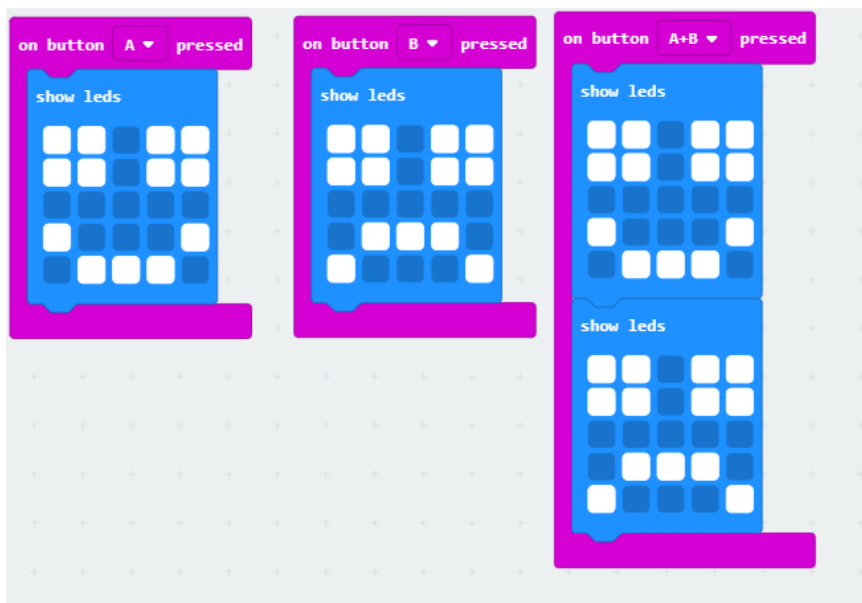 on button A pressed
show leds
on button B pressed
show leds
on button A+B pressed
show leds
show leds